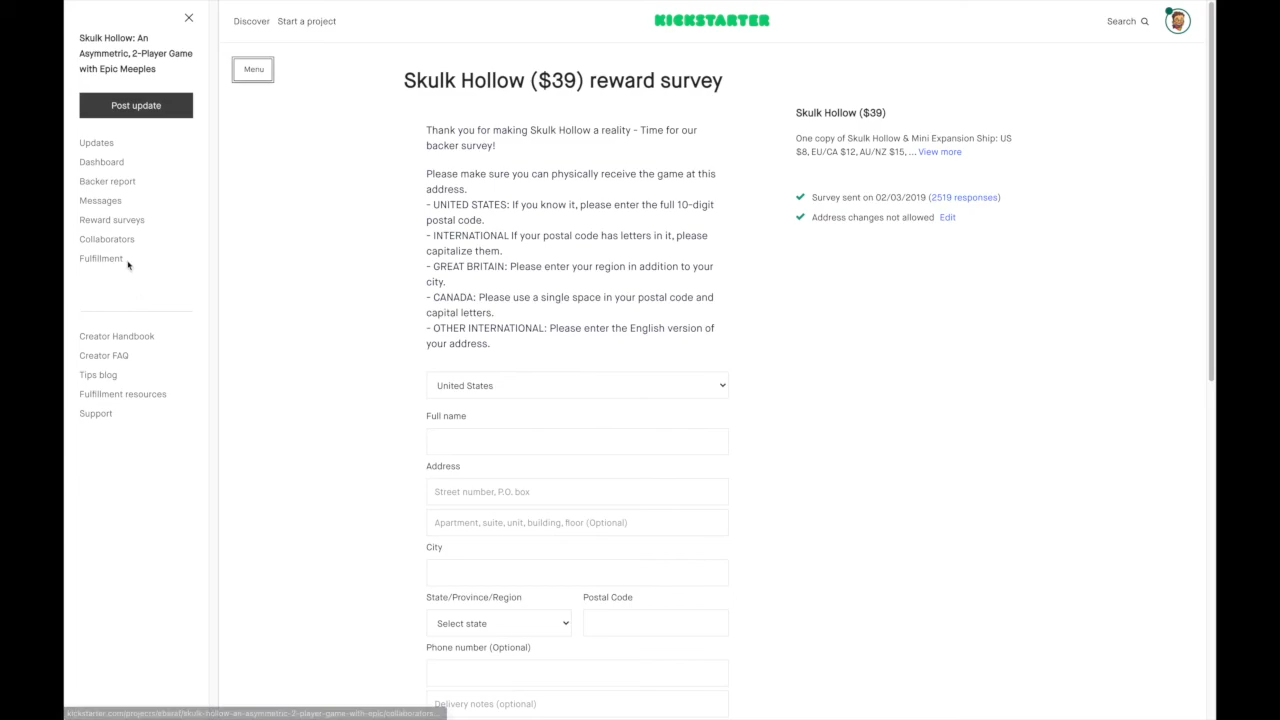 Skulk Hollow: An
Asymmetric, 2-Player Game
with Epic Meeples
Post update
Updates
Dashboard
Backer report
Messages
Reward surveys
Collaborators
Fulfillment
Creator Handbook
Creator FAQ
Tips blog
Fulfillment resources
Support
Discover Start a project
KICKSTARTER
Search
Menu
Skulk Hollow ($39) reward survey
Thank you for making Skulk Hollow a reality - Time for our
backer survey!
Please make sure you can physically receive the game at this
address.
- UNITED STATES: If you know it, please enter the full 10-digit
postal code.
- INTERNATIONAL If your postal code has letters in it, please
capitalize them.
- GREAT BRITAIN: Please enter your region in addition to your
city.
- CANADA: Please use a single space in your postal code and
capital letters.
- OTHER INTERNATIONAL: Please enter the English version of
your address.
United States
Full name
Address
Street number, P.O. box
Apartment, suite, unit, building, floor (Optional)
City
State/Province/Region Postal Code
Select state
Phone number (Optional)
Delivery notes (optional)
Skulk Hollow ($39)
One copy of Skulk Hollow & Mini Expansion Ship: US
$8, EU/CA $12, AU/NZ $15, ... View more
Survey sent on 02/03/2019 (2519 responses)
Address changes not allowed Edit